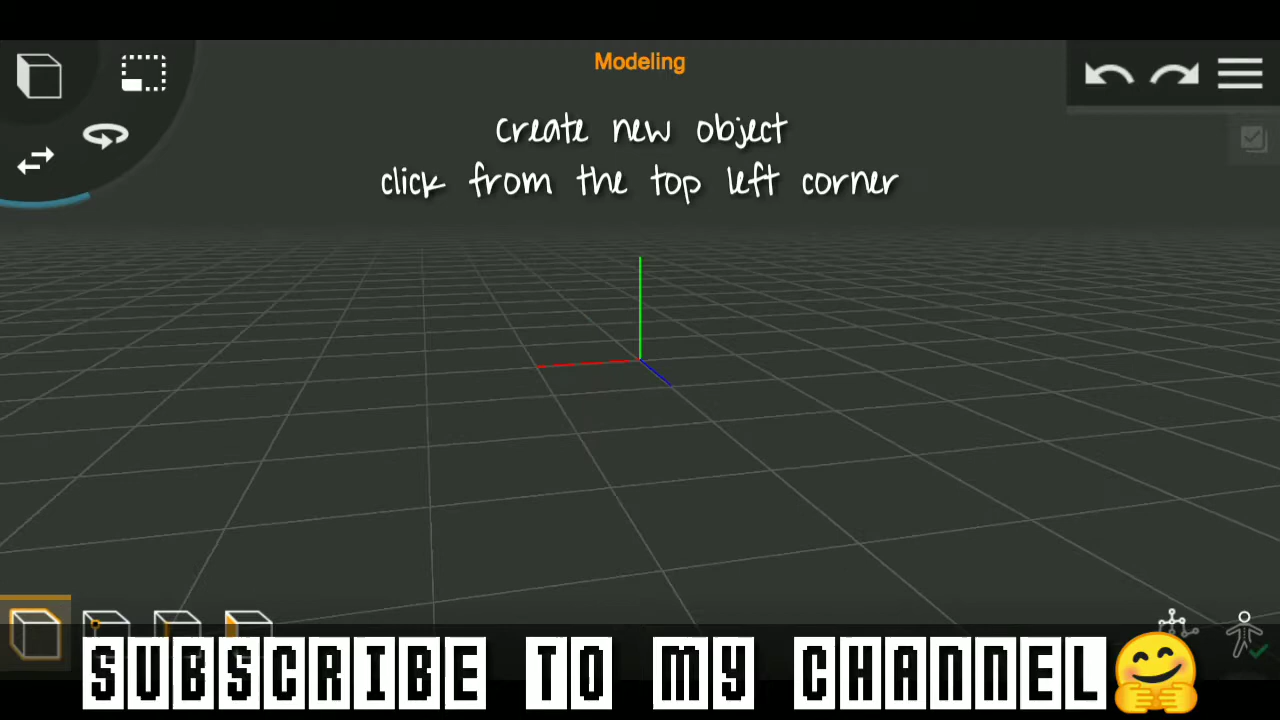 Modeling
Create new object
click from the top left corner
SUBSCRIBE TO MY CHANNEL